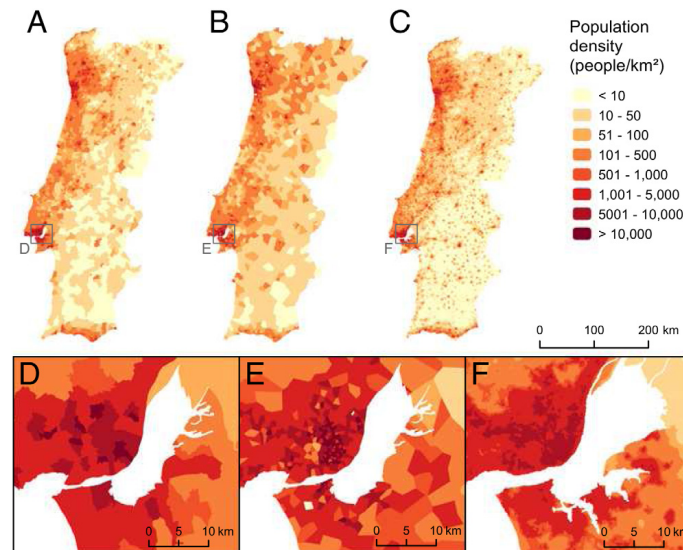 A
B
C
Population
density
(people/km²)
< 10
10 - 50
51 - 100
101 - 500
501 - 1,000
1,001 - 5,000
5001 - 10,000
> 10,000
D
E
F
0 100 200 km
D
E
F
0 5 10 km
0 5 10 km
0 5 10 km